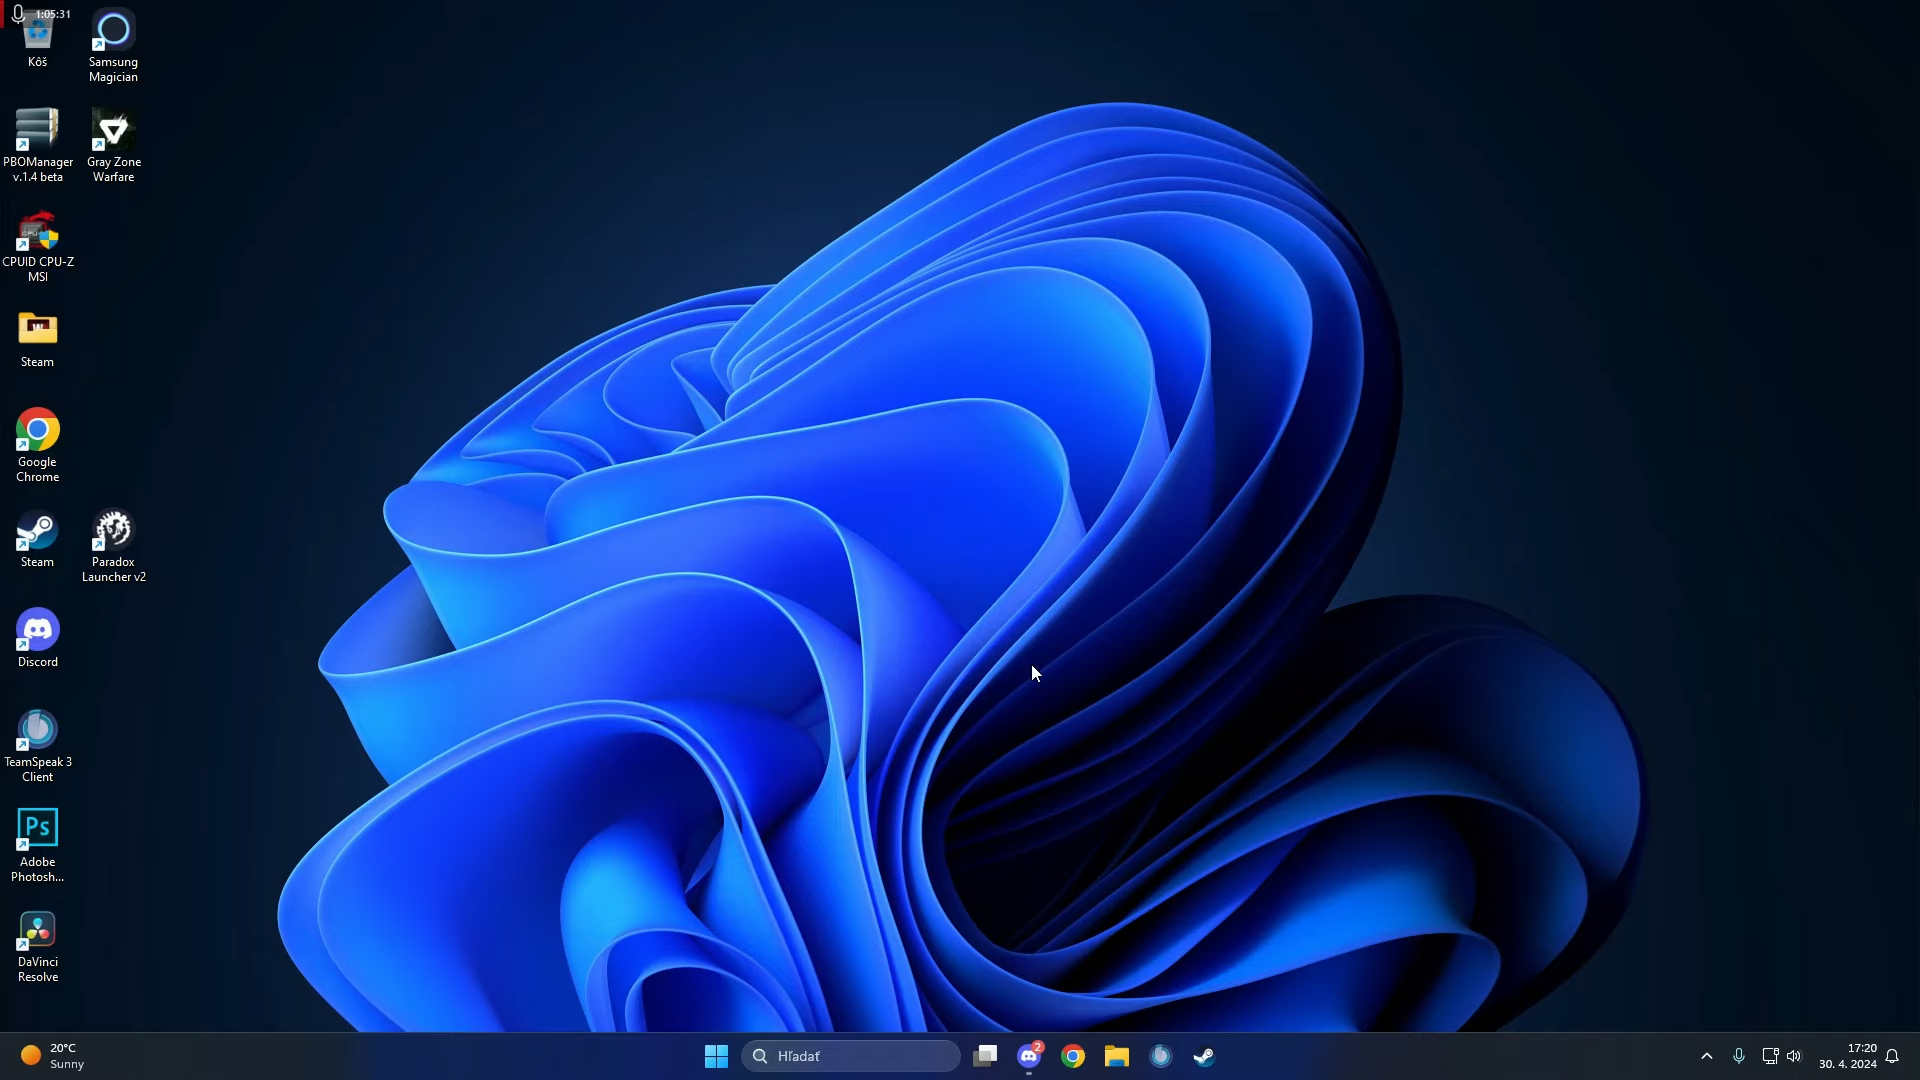 1:05:31
Kôš
Samsung
Magician
PBOManager
v.1.4 beta
Gray Zone
Warfare
CPUID CPU-Z
MSI
Steam
Google
Chrome
Steam
Paradox
Launcher v2
Discord
TeamSpeak 3
Client
Ps
Adobe
Photosh...
DaVinci
Resolve
20°C
Sunny
Hľadať
2
17:20
30. 4. 2024